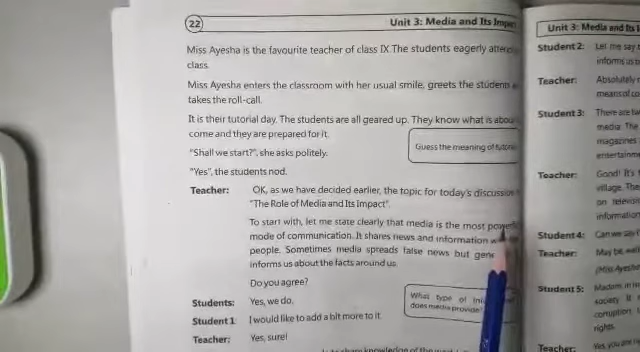 22
Unit 3: Media and Its
Miss Ayesha is the favourite teacher of class IX. The students eagerly
class.
Miss Ayesha enters the classroom with her usual smile, greets the students
takes the roll-call.
It is their tutorial day. The students are all geared up. They know what is
come and they are prepared for it.
Guess the meaning of
"Shall we start?", she asks politely.
"Yes", the students nod.
Teacher: OK, as we have decided earlier, the topic for today's discussion
"The Role of Media and Its Impact".
To start with, let me state clearly that media is the most
mode of communication. It shares news and information
people. Sometimes media spreads false news but
informs us about the facts around us.
Do you agree?
Students: Yes, we do.
What type of
does media provide?
Student 1: I would like to add a bit more to it.
Teacher: Yes, sure!
knowledge of the
Unit 3: Media and Its
Student 2: Let me say
informs us
Teacher: Absolutely
means of
Student 3: There are
media. The
magazines
Teacher: Good! It's
village. The
on
information
Student 4: Can we say
Teacher: May be,
(Miss Ayesha
Student 5: Madam, in
society. It
corruption,
rights.
Teacher: Yes, you are